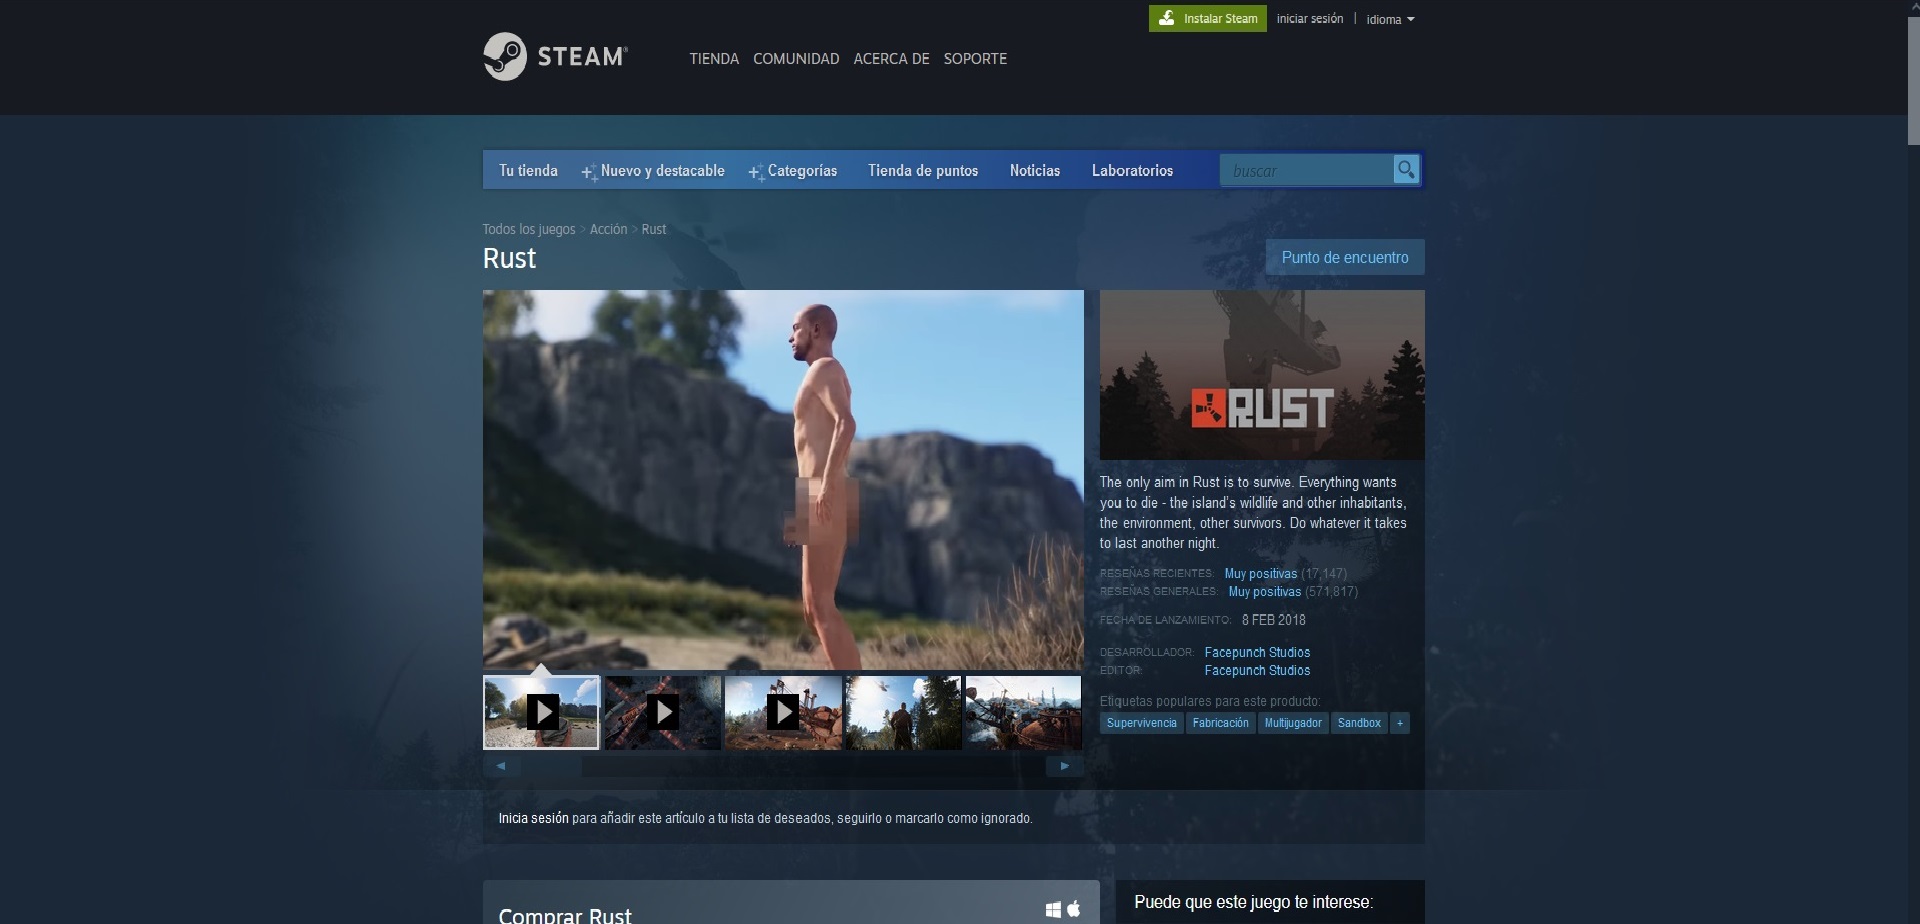 Instalar Steam
iniciar sesión | idioma
STEAM®
TIENDA COMUNIDAD ACERCA DE SOPORTE
Tu tienda Nuevo y destacable Categorías Tienda de puntos Noticias Laboratorios buscar
Todos los juegos > Acción > Rust
Rust
Punto de encuentro
RUST
The only aim in Rust is to survive. Everything wants
you to die - the island's wildlife and other inhabitants,
the environment, other survivors. Do whatever it takes
to last another night.
RESEÑAS RECIENTES: Muy positivas (17,147)
RESEÑAS GENERALES: Muy positivas (571,817)
FECHA DE LANZAMIENTO: 8 FEB 2018
DESARROLLADOR: Facepunch Studios
EDITOR: Facepunch Studios
Etiquetas populares para este producto:
Supervivencia Fabricación Multijugador Sandbox +
Inicia sesión para añadir este artículo a tu lista de deseados, seguirlo o marcarlo como ignorado.
Comprar Rust
Puede que este juego te interese: